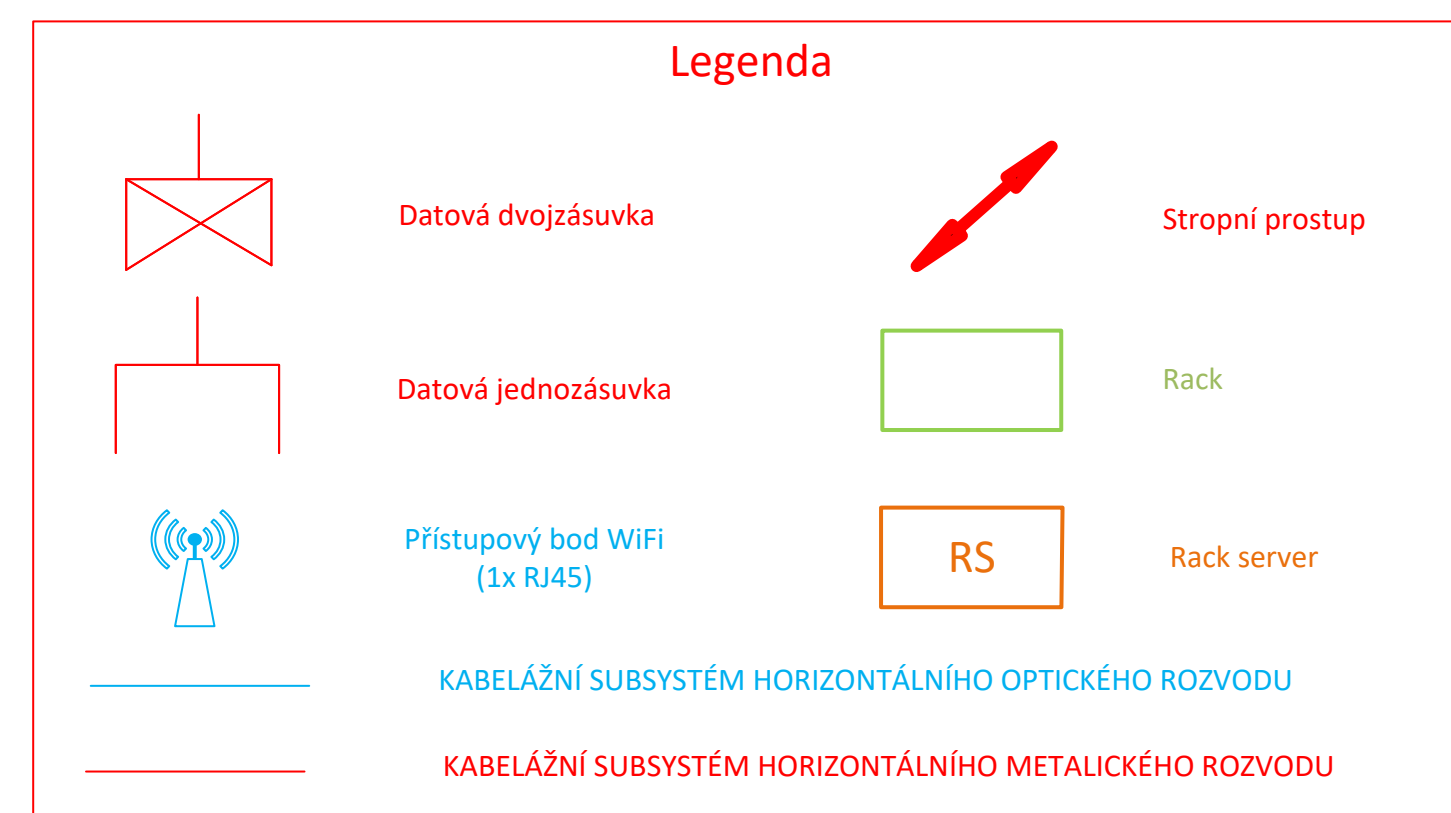 Legenda
Datová dvojzásuvka
Stropní prostup
Datová jednozásuvka
Rack
Přístupový bod WiFi
(1x RJ45)
RS
Rack server
KABELÁŽNÍ SUBSYSTÉM HORIZONTÁLNÍHO OPTICKÉHO ROZVODU
KABELÁŽNÍ SUBSYSTÉM HORIZONTÁLNÍHO METALICKÉHO ROZVODU